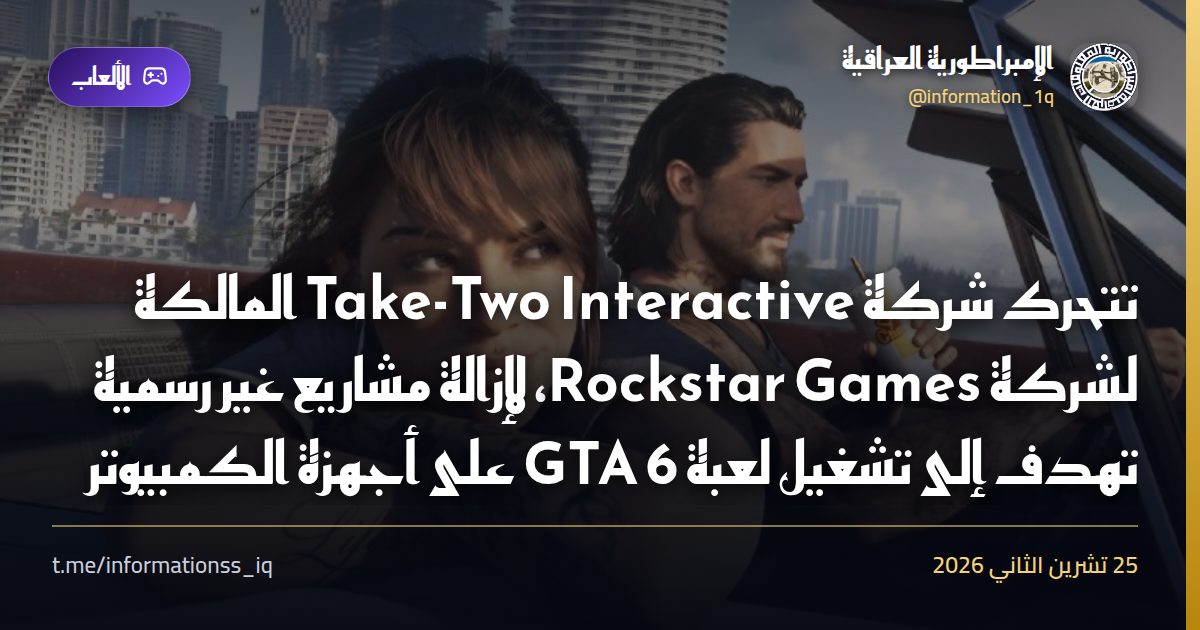 الإمبراطورية العراقية
@information_1q
الألعاب
تتحرك شركة Take-Two Interactive المالكة
لشركة Rockstar Games، لإزالة مشاريع غير رسمية
تهدف إلى تشغيل لعبة GTA 6 على أجهزة الكمبيوتر
25 تشرين الثاني 2026
t.me/informationss_iq